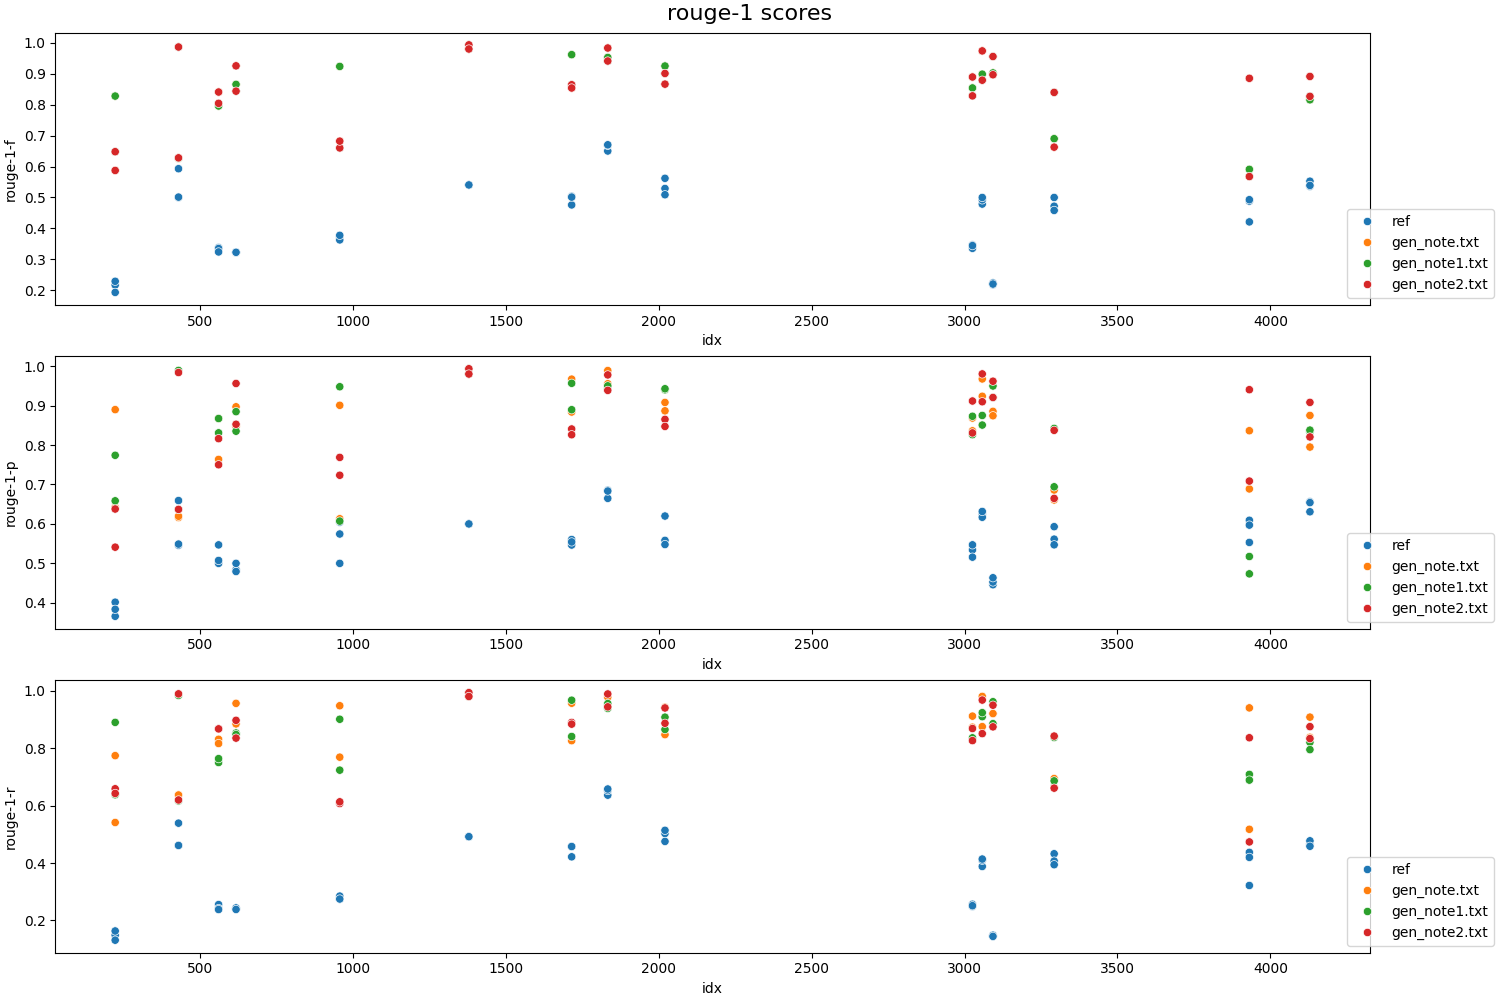 rouge-1 scores
1.0
0.9
0.8
0.7
0.6
0.5
0.4
0.3
0.2
rouge-1-f
500 1000 1500 2000 2500 3000 3500 4000
idx
ref
gen_note.txt
gen_note1.txt
gen_note2.txt
1.0
0.9
0.8
0.7
0.6
0.5
0.4
rouge-1-p
500 1000 1500 2000 2500 3000 3500 4000
idx
ref
gen_note.txt
gen_note1.txt
gen_note2.txt
1.0
0.8
0.6
0.4
0.2
rouge-1-r
500 1000 1500 2000 2500 3000 3500 4000
idx
ref
gen_note.txt
gen_note1.txt
gen_note2.txt